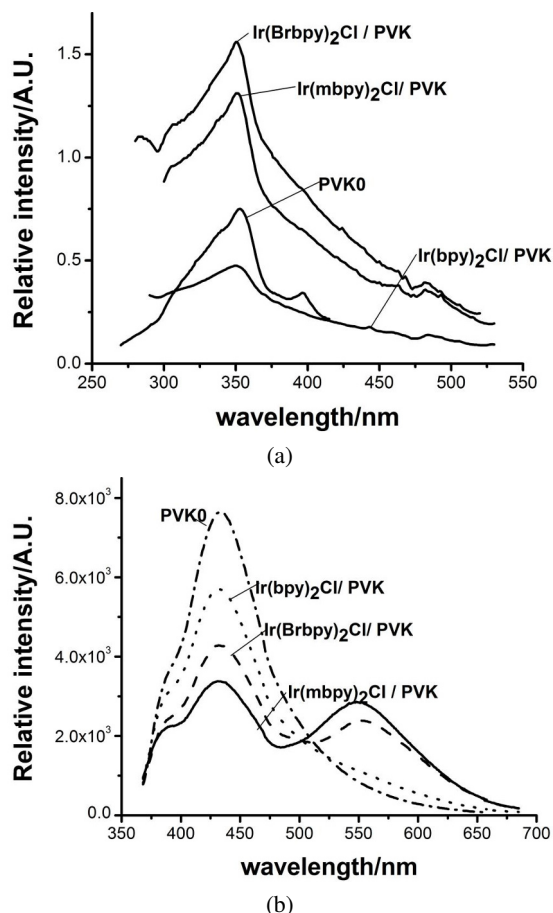 Ir(Brbpy)2Cl / PVK
Ir(mbpy)2Cl/ PVK
PVK0
Ir(bpy)2Cl/ PVK
Relative intensity/A.U.
1.5
1.0
0.5
0.0
250 300 350 400 450 500 550
wavelength/nm
(a)
8.0x10³
6.0x10³
4.0x10³
2.0x10³
0.0
Relative intensity/A.U.
PVK0
Ir(bpy)2Cl/ PVK
Ir(Brbpy)2Cl/ PVK
Ir(mbpy)2Cl / PVK
350 400 450 500 550 600 650 700
wavelength/nm
(b)